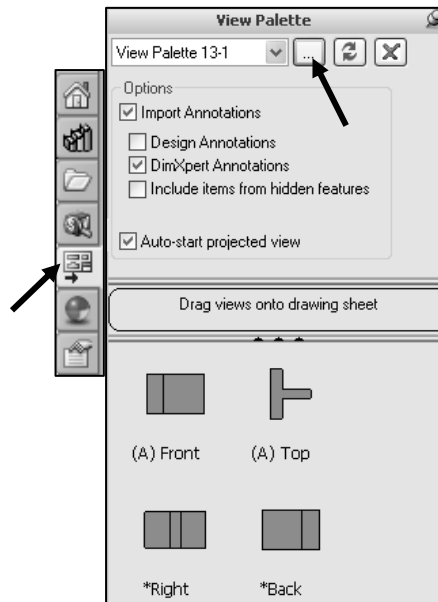 View Palette
View Palette 13-1
...
Options
Import Annotations
Design Annotations
DimXpert Annotations
Include items from hidden features
Auto-start projected view
Drag views onto drawing sheet
(A) Front (A) Top
*Right *Back